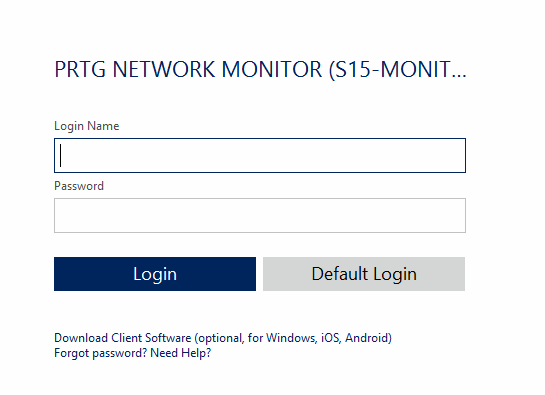 PRTG NETWORK MONITOR (S15-MONIT...
Login Name
Password
Login
Default Login
Download Client Software (optional, for Windows, iOS, Android)
Forgot password? Need Help?